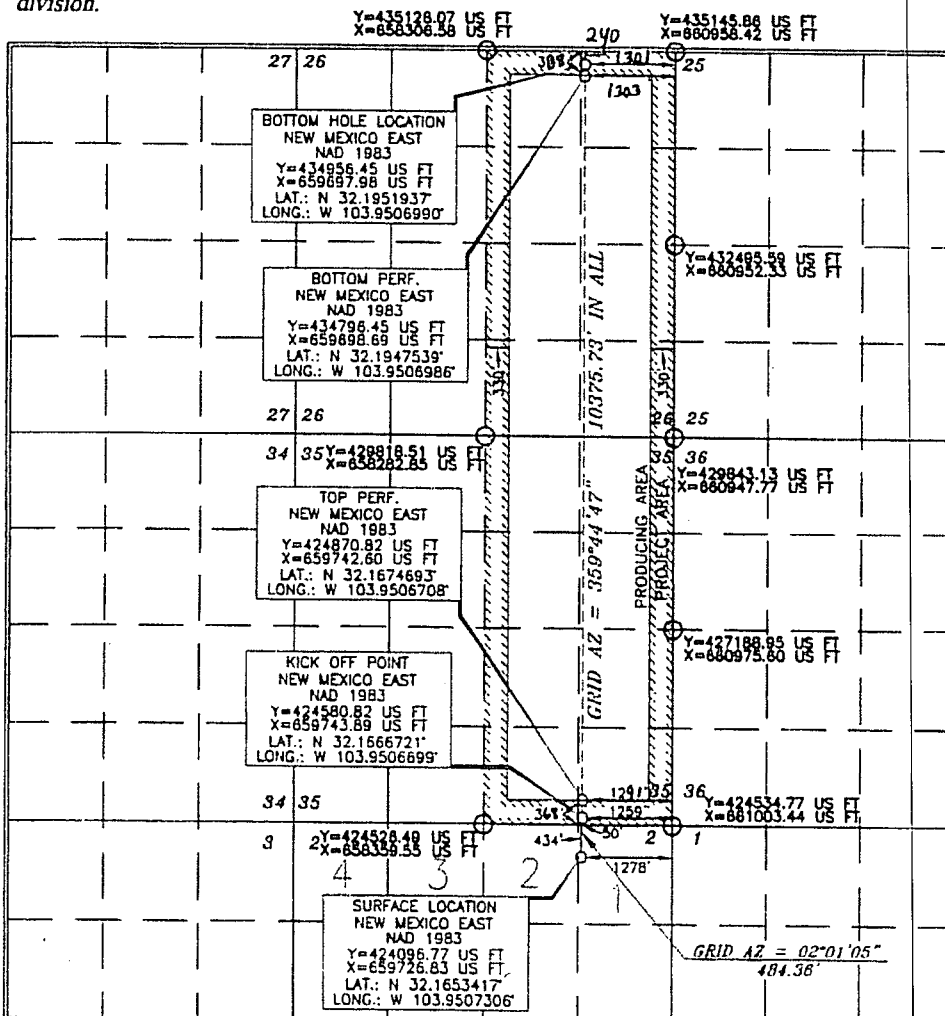 division.
Y=435128.07 US FT
X=658306.58 US FT
Y=435145.88 US FT
X=660958.42 US FT
240
27 26
308'
1301
25
1303
BOTTOM HOLE LOCATION
NEW MEXICO EAST
NAD 1983
Y=434956.45 US FT
X=659697.98 US FT
LAT.: N 32.1951937°
LONG.: W 103.9506990°
Y=432495.59 US FT
X=660952.33 US FT
BOTTOM PERF.
NEW MEXICO EAST
NAD 1983
Y=434796.45 US FT
X=659698.69 US FT
LAT.: N 32.1947539°
LONG.: W 103.9506986°
GRID AZ = 359°44'47" 10375.73' IN ALL
330'
330'
27 26
26 25
34 35
Y=429818.51 US FT
X=658282.85 US FT
35 36
Y=429843.13 US FT
X=660947.77 US FT
TOP PERF.
NEW MEXICO EAST
NAD 1983
Y=424870.82 US FT
X=659742.60 US FT
LAT.: N 32.1674693°
LONG.: W 103.9506708°
PRODUCING AREA
PROJECT AREA
Y=427188.95 US FT
X=660975.60 US FT
KICK OFF POINT
NEW MEXICO EAST
NAD 1983
Y=424580.82 US FT
X=659743.89 US FT
LAT.: N 32.1666721°
LONG.: W 103.9506699°
34 35
1291'
35 36
368'
1259
50'
Y=424534.77 US FT
X=661003.44 US FT
3 2
Y=424528.49 US FT
X=658359.55 US FT
434'
2 1
4 3 2 1
1278'
SURFACE LOCATION
NEW MEXICO EAST
NAD 1983
Y=424096.77 US FT
X=659726.83 US FT
LAT.: N 32.1653417°
LONG.: W 103.9507306°
GRID AZ = 02°01'05"
484.36'